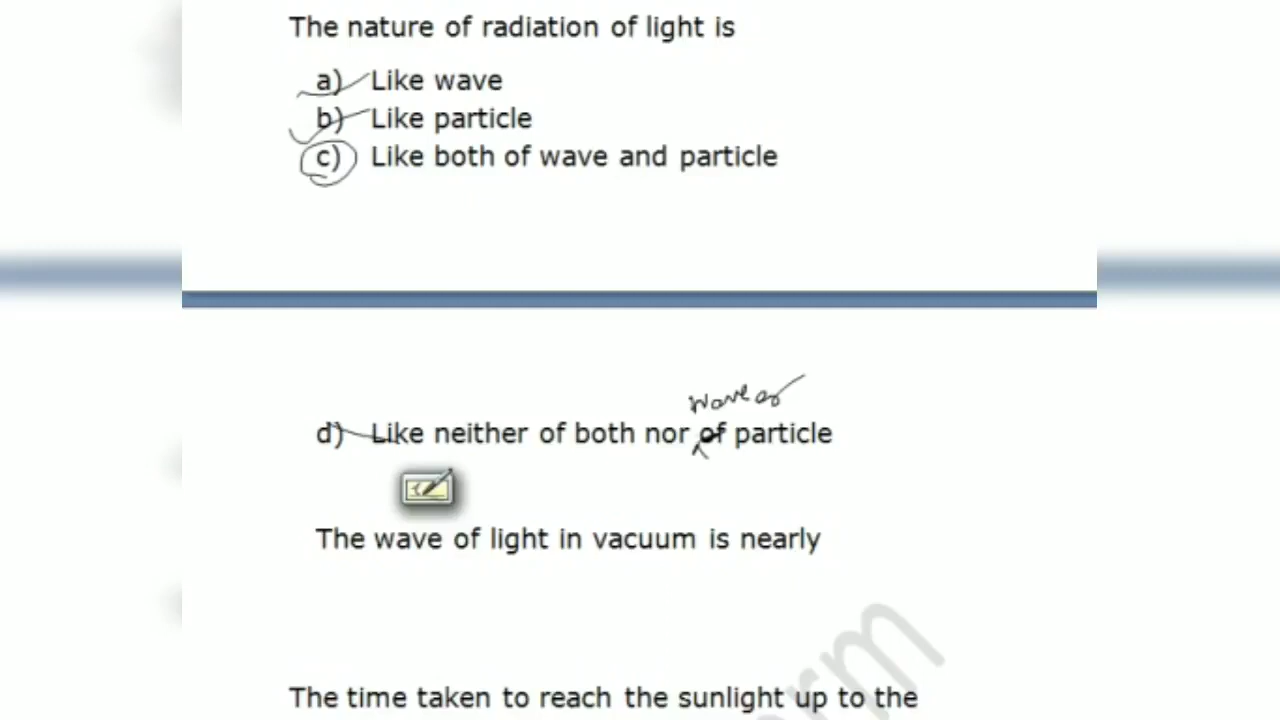 The nature of radiation of light is
a) Like wave
b) Like particle
c) Like both of wave and particle
wave or
d) Like neither of both nor of particle
The wave of light in vacuum is nearly
The time taken to reach the sunlight up to the